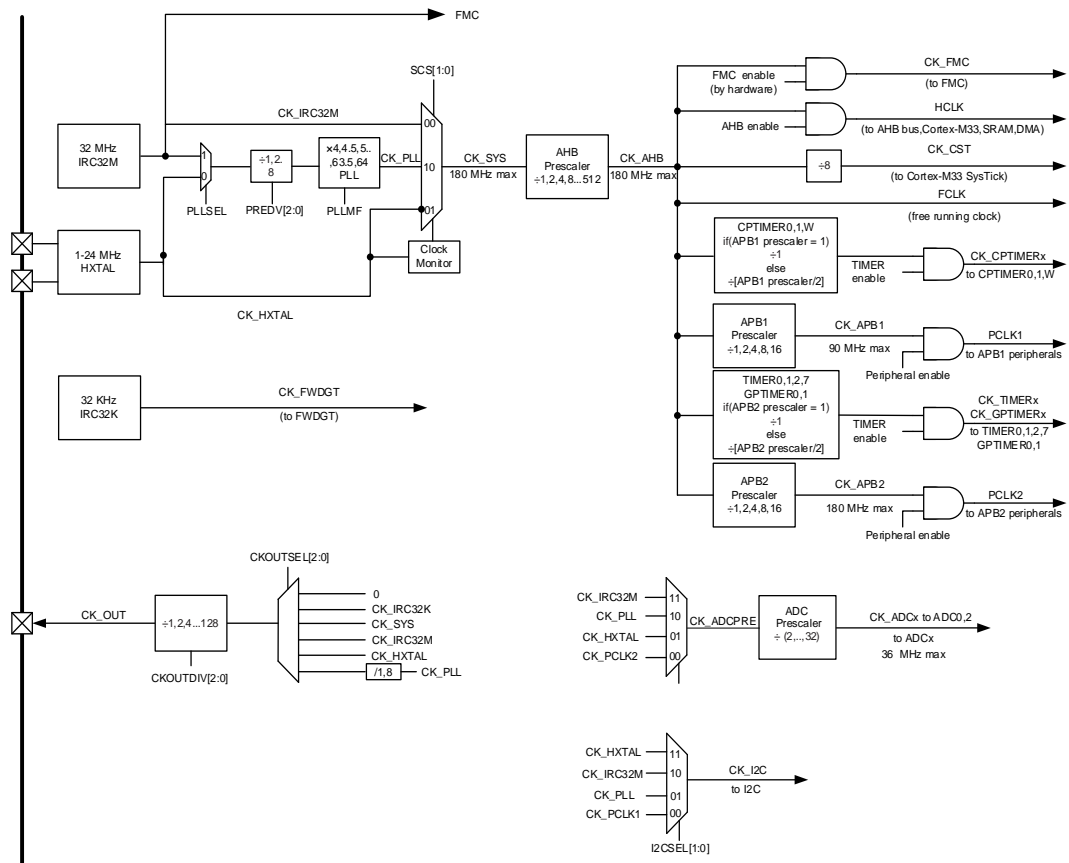 FMC
SCS[1:0]
CK_IRC32M
32 MHz
IRC32M
1
0
PLLSEL
÷1,2.
8
PREDV[2:0]
×4,4.5,5..
,63.5,64
PLL
PLLMF
CK_PLL
00
10
01
CK_SYS
180 MHz max
AHB
Prescaler
÷1,2,4,8...512
CK_AHB
180 MHz max
Clock
Monitor
1-24 MHz
HXTAL
CK_HXTAL
32 KHz
IRC32K
CK_FWDGT
(to FWDGT)
FMC enable
(by hardware)
CK_FMC
(to FMC)
AHB enable
HCLK
(to AHB bus,Cortex-M33,SRAM,DMA)
÷8
CK_CST
(to Cortex-M33 SysTick)
FCLK
(free running clock)
CPTIMER0,1,W
if(APB1 prescaler = 1)
÷1
else
÷[APB1 prescaler/2]
TIMER
enable
CK_CPTIMERx
to CPTIMER0,1,W
APB1
Prescaler
÷1,2,4,8,16
CK_APB1
90 MHz max
Peripheral enable
PCLK1
to APB1 peripherals
TIMER0,1,2,7
GPTIMER0,1
if(APB2 prescaler = 1)
÷1
else
÷[APB2 prescaler/2]
TIMER
enable
CK_TIMERx
CK_GPTIMERx
to TIMER0,1,2,7
GPTIMER0,1
APB2
Prescaler
÷1,2,4,8,16
CK_APB2
180 MHz max
Peripheral enable
PCLK2
to APB2 peripherals
CKOUTSEL[2:0]
CK_OUT
÷1,2,4...128
CKOUTDIV[2:0]
0
CK_IRC32K
CK_SYS
CK_IRC32M
CK_HXTAL
/1,8
CK_PLL
CK_IRC32M
11
CK_PLL
10
CK_HXTAL
01
CK_PCLK2
00
CK_ADCPRE
ADC
Prescaler
÷ (2,..,32)
CK_ADCx to ADC0,2
to ADCx
36 MHz max
CK_HXTAL
11
CK_IRC32M
10
CK_PLL
01
CK_PCLK1
00
CK_I2C
to I2C
I2CSEL[1:0]